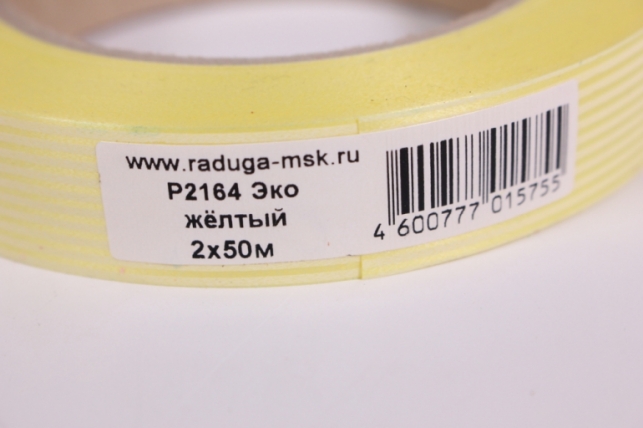 www.raduga-msk.ru
P2164 Эко
жёлтый
2x50м
4 600777 015755